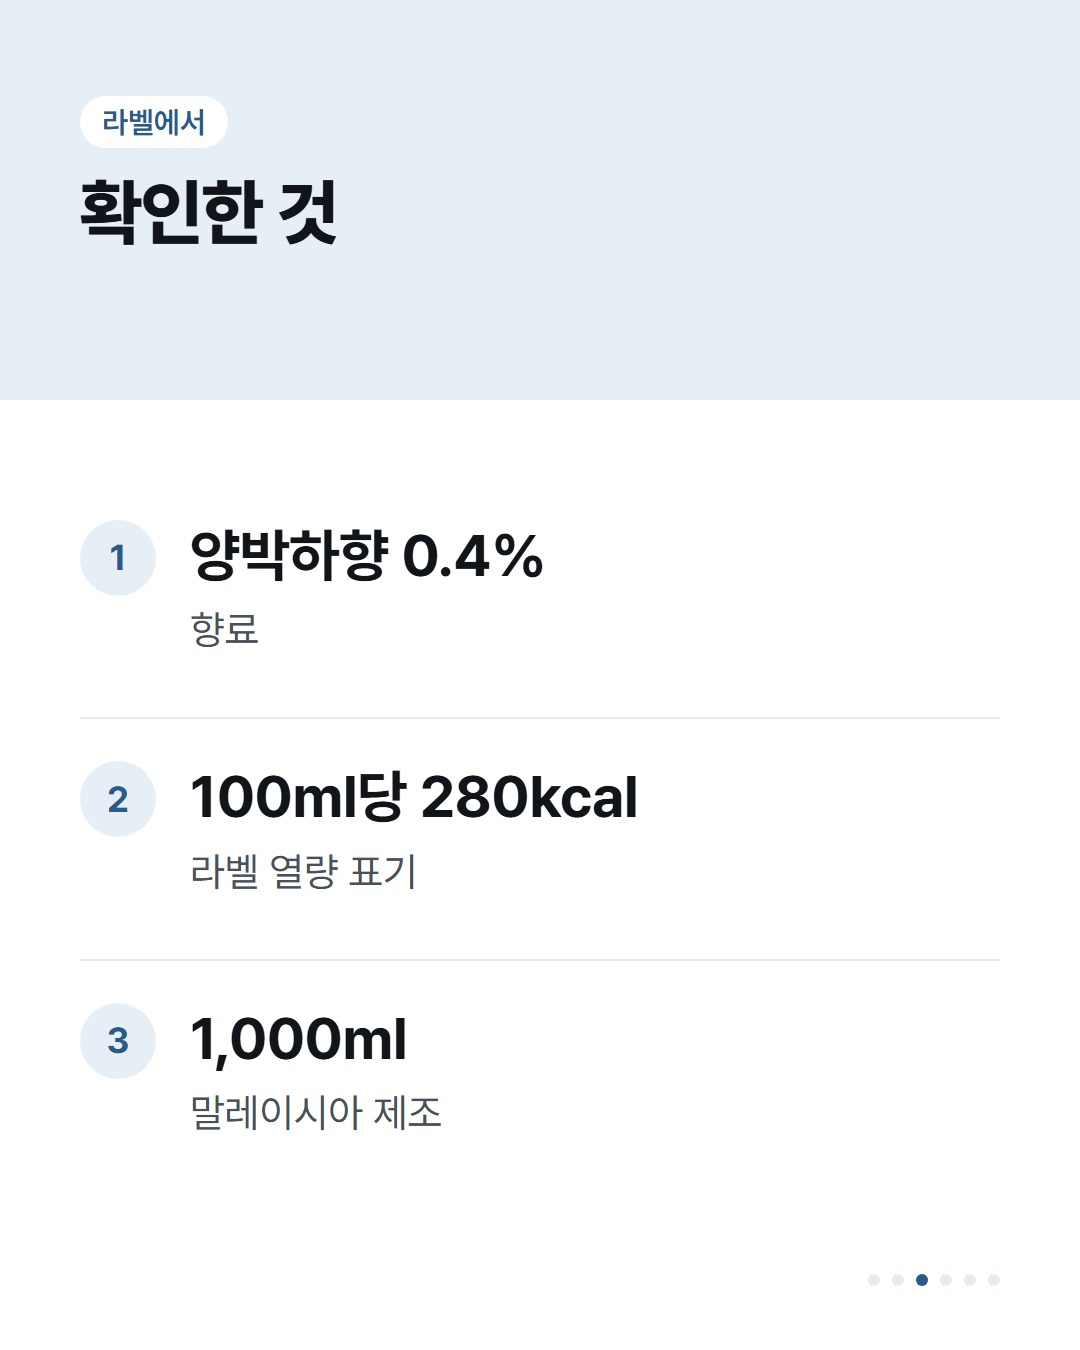 라벨에서
확인한 것
1
양박하향 0.4%
향료
2
100ml당 280kcal
라벨 열량 표기
3
1,000ml
말레이시아 제조